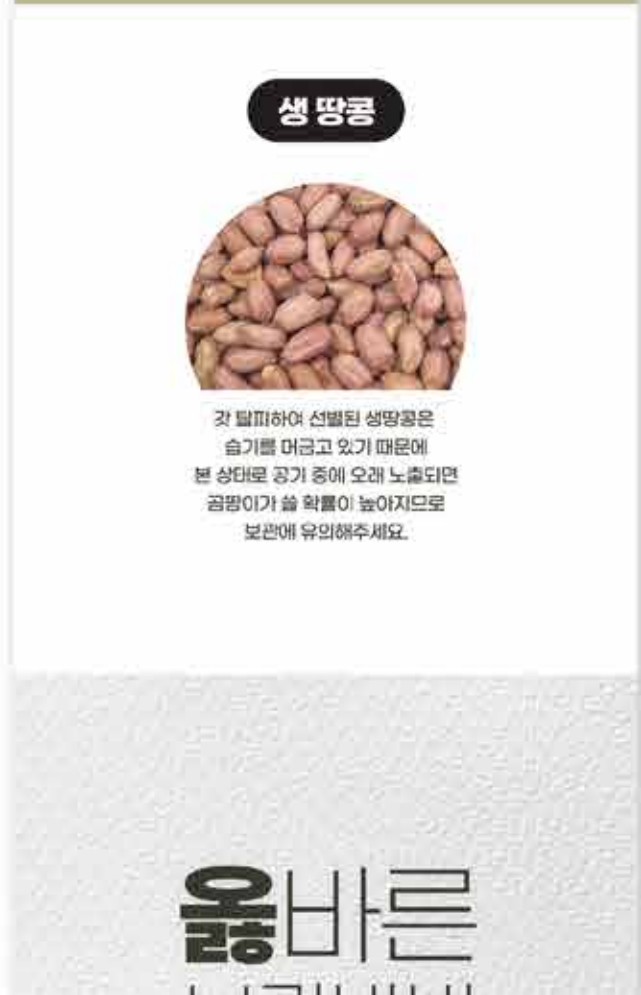 생 땅콩
갓 탈피하여 선별된 생땅콩은
습기를 머금고 있기 때문에
본 상태로 공기 중에 오래 노출되면
곰팡이가 쓸 확률이 높아지므로
보관에 유의해주세요.
옳바른